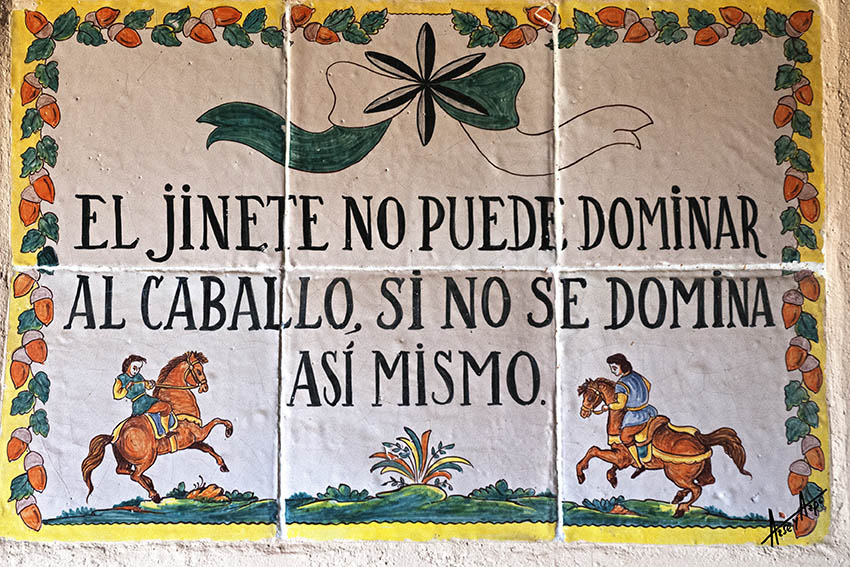 EL JINETE NO PUEDE DOMINAR
AL CABALLO, SI NO SE DOMINA
ASÍ MISMO.